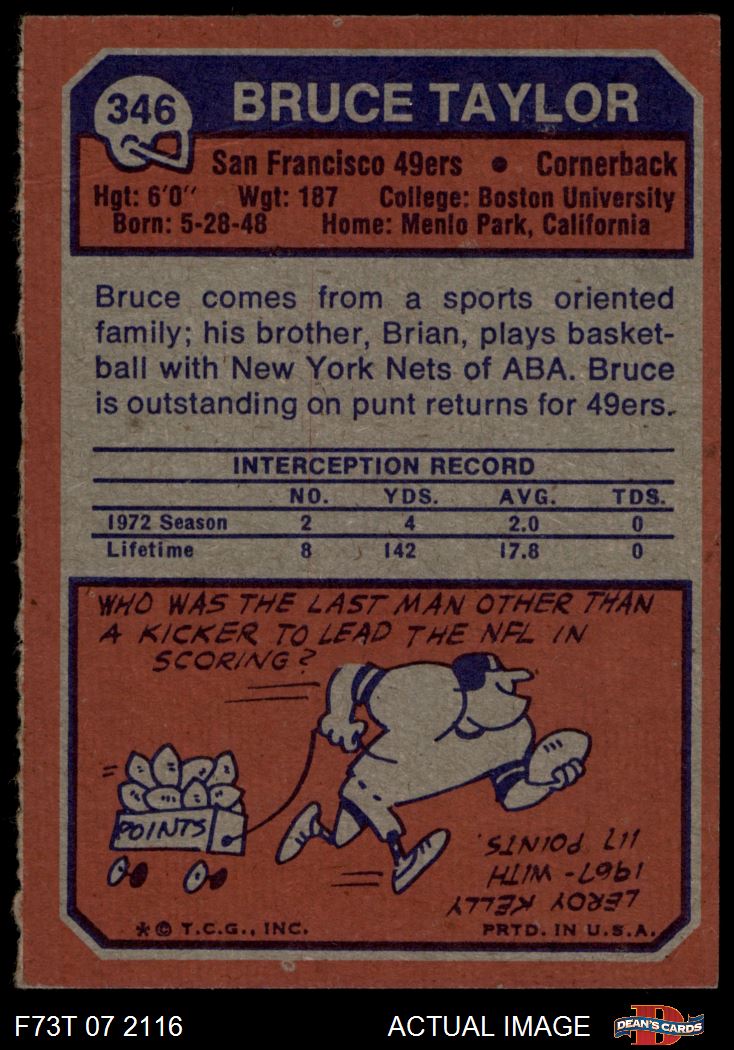 346 BRUCE TAYLOR
San Francisco 49ers • Cornerback
Hgt: 6'0" Wgt: 187 College: Boston University
Born: 5-28-48 Home: Menlo Park, California
Bruce comes from a sports oriented
family; his brother, Brian, plays basket-
ball with New York Nets of ABA. Bruce
is outstanding on punt returns for 49ers.
INTERCEPTION RECORD
NO. YDS. AVG. TDS.
1972 Season 2 4 2.0 0
Lifetime 8 142 17.8 0
WHO WAS THE LAST MAN OTHER THAN
A KICKER TO LEAD THE NFL IN
SCORING?
POINTS
LEROY KELLY
1967-WITH
117 POINTS.
* © T.C.G., INC. PRTD. IN U.S.A.
F73T 07 2116 ACTUAL IMAGE DEAN'S CARDS